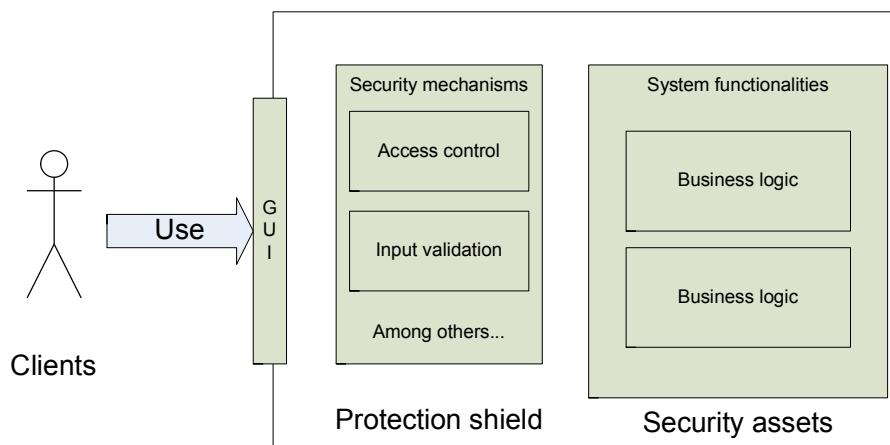 Clients
Use
G
U
I
Security mechanisms
Access control
Input validation
Among others...
Protection shield
System functionalities
Business logic
Business logic
Security assets